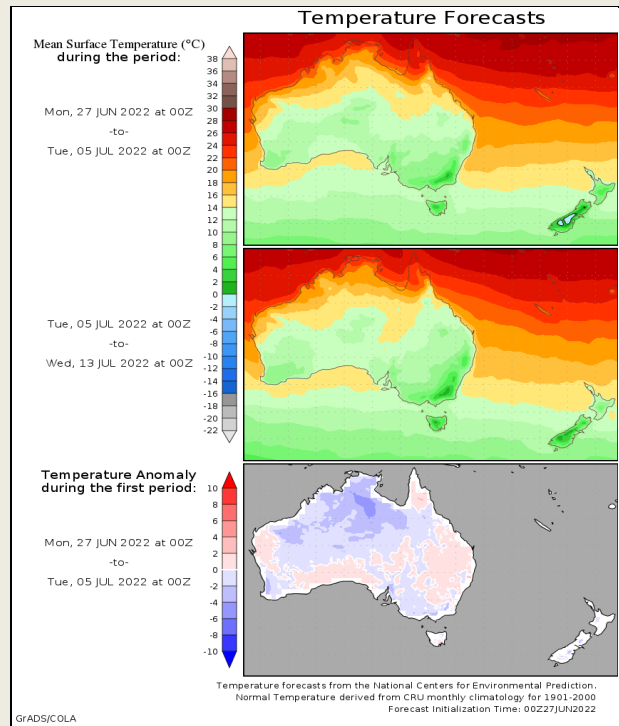 Temperature Forecasts
Mean Surface Temperature (°C)
during the period:
Mon, 27 JUN 2022 at 00Z
-to-
Tue, 05 JUL 2022 at 00Z
38
36
34
32
30
28
26
24
22
20
18
16
14
12
10
8
6
4
2
0
-2
-4
-6
-8
-10
-12
-14
-16
-18
-20
-22
Tue, 05 JUL 2022 at 00Z
-to-
Wed, 13 JUL 2022 at 00Z
Temperature Anomaly
during the first period:
Mon, 27 JUN 2022 at 00Z
-to-
Tue, 05 JUL 2022 at 00Z
10
8
6
4
2
0
-2
-4
-6
-8
-10
Temperature forecasts from the National Centers for Environmental Prediction.
Normal Temperature derived from CRU monthly climatology for 1901-2000
Forecast Initialization Time: 00Z27JUN2022
GrADS/COLA